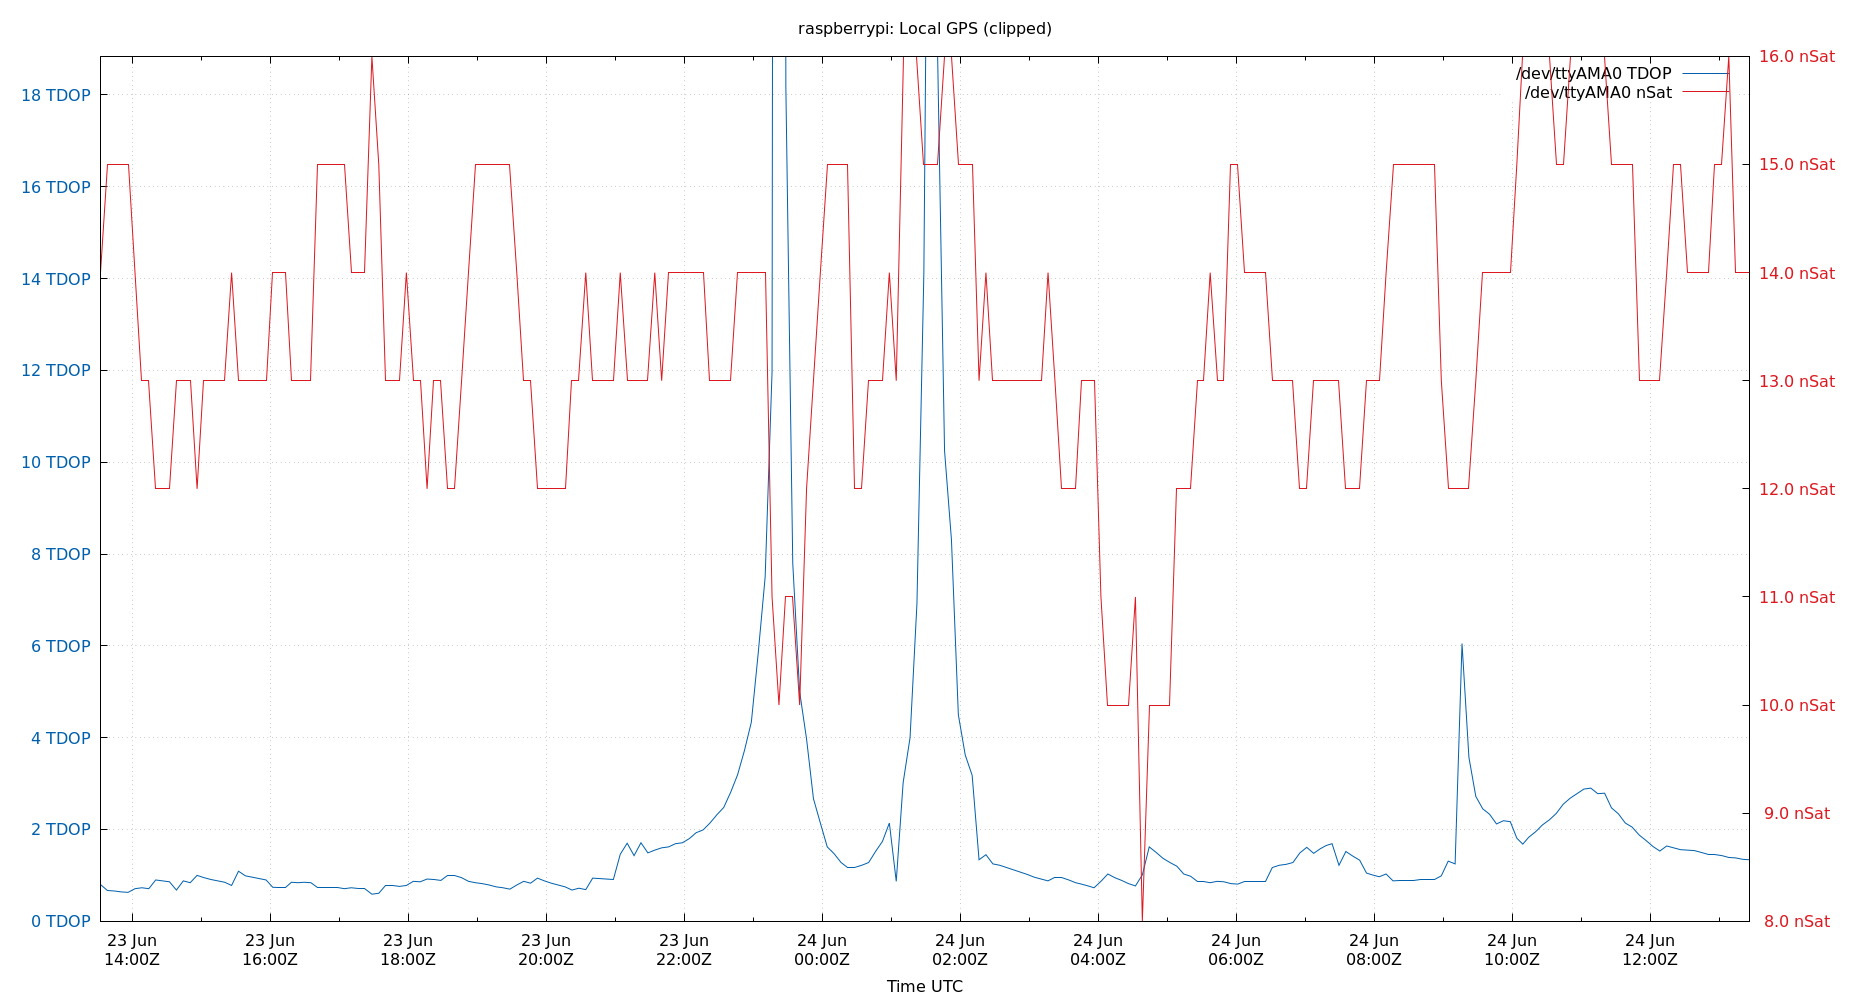 raspberrypi: Local GPS (clipped)
/dev/ttyAMA0 TDOP
/dev/ttyAMA0 nSat
18 TDOP
16 TDOP
14 TDOP
12 TDOP
10 TDOP
8 TDOP
6 TDOP
4 TDOP
2 TDOP
0 TDOP
16.0 nSat
15.0 nSat
14.0 nSat
13.0 nSat
12.0 nSat
11.0 nSat
10.0 nSat
9.0 nSat
8.0 nSat
23 Jun
14:00Z
23 Jun
16:00Z
23 Jun
18:00Z
23 Jun
20:00Z
23 Jun
22:00Z
24 Jun
00:00Z
24 Jun
02:00Z
24 Jun
04:00Z
24 Jun
06:00Z
24 Jun
08:00Z
24 Jun
10:00Z
24 Jun
12:00Z
Time UTC